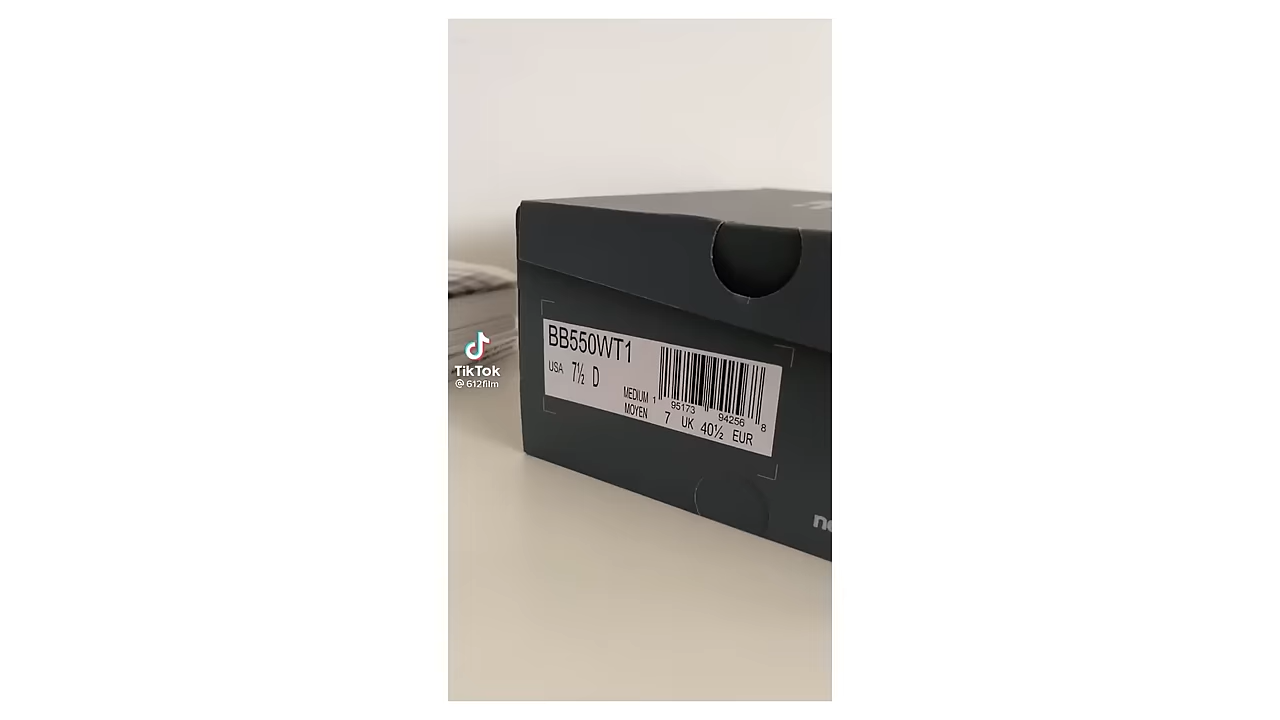 BB550WT1
USA 7½ D
MEDIUM
MOYEN
1 95173 94256 8
7 UK 40½ EUR
TikTok
@ 612film